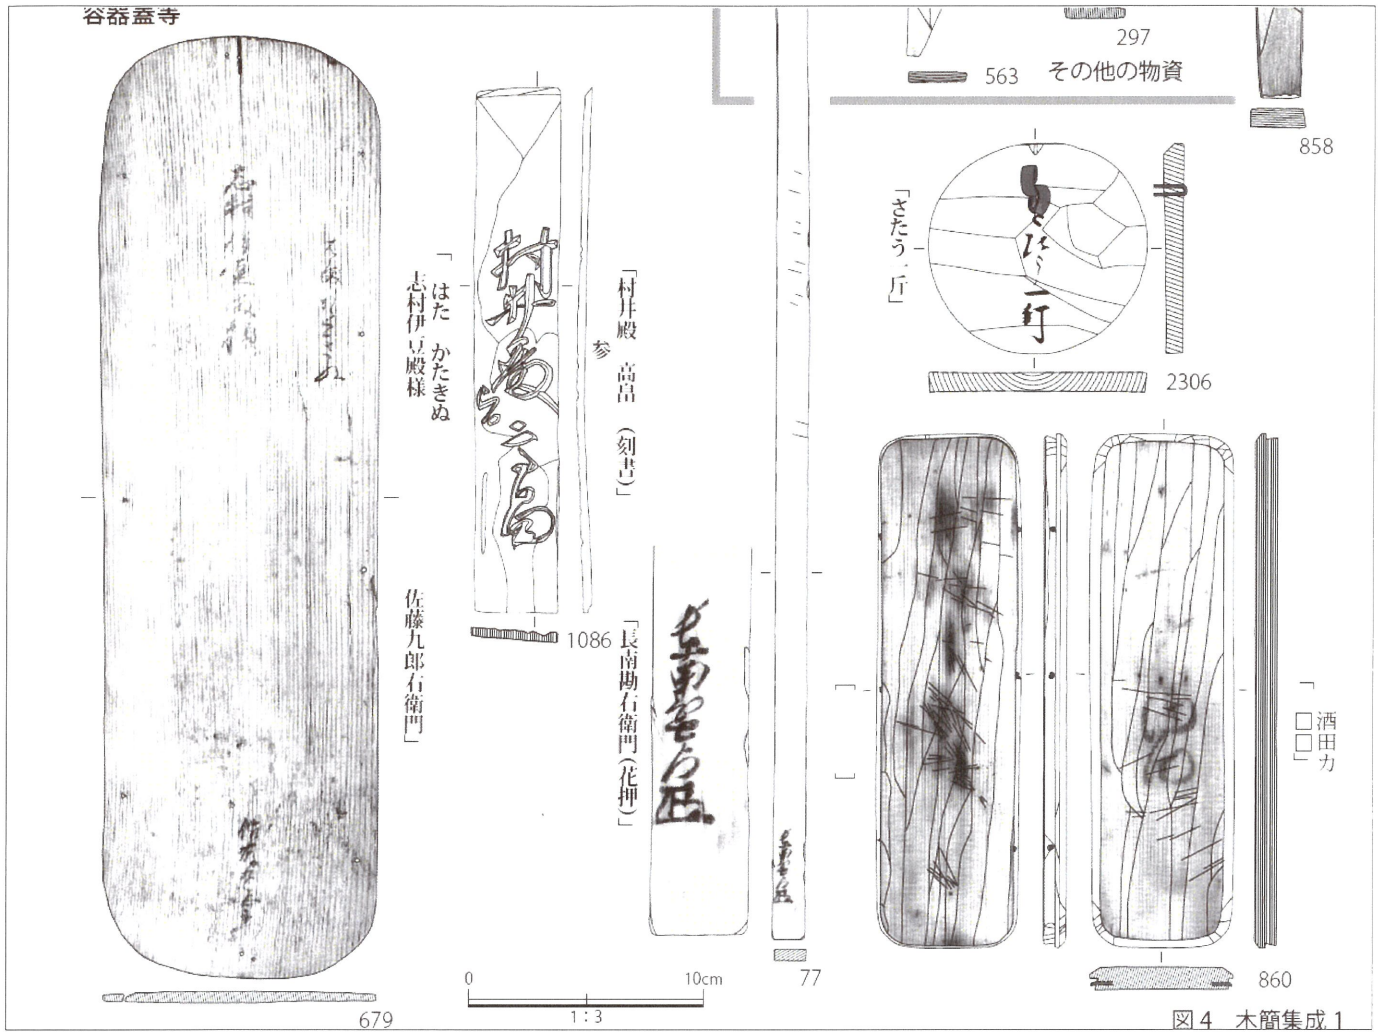 容器蓋等
297
563
その他の物資
858
「さたう一斤」
2306
「　はた　かたきぬ
志村伊豆殿様
佐藤九郎右衛門」
679
「村井殿　高畠　(刻書)」
参
1086
「長南勘右衛門(花押)」
77
[　　]
「　酒田力
□□」
860
0
10cm
1:3
図4　木簡集成1